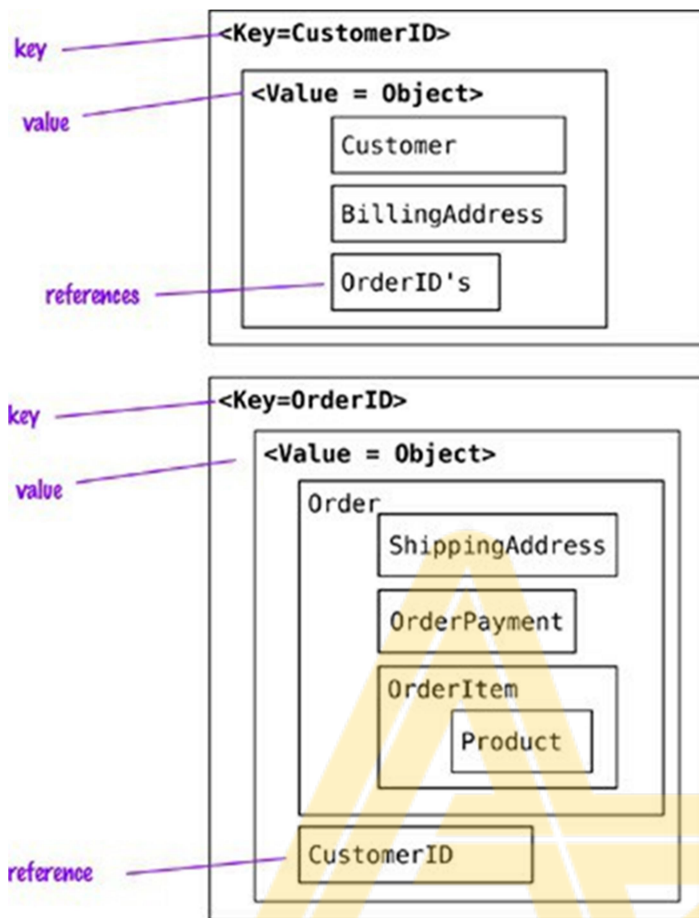 key
<Key=CustomerID>
value
<Value = Object>
Customer
BillingAddress
references
OrderID's
key
<Key=OrderID>
value
<Value = Object>
Order
ShippingAddress
OrderPayment
OrderItem
Product
reference
CustomerID